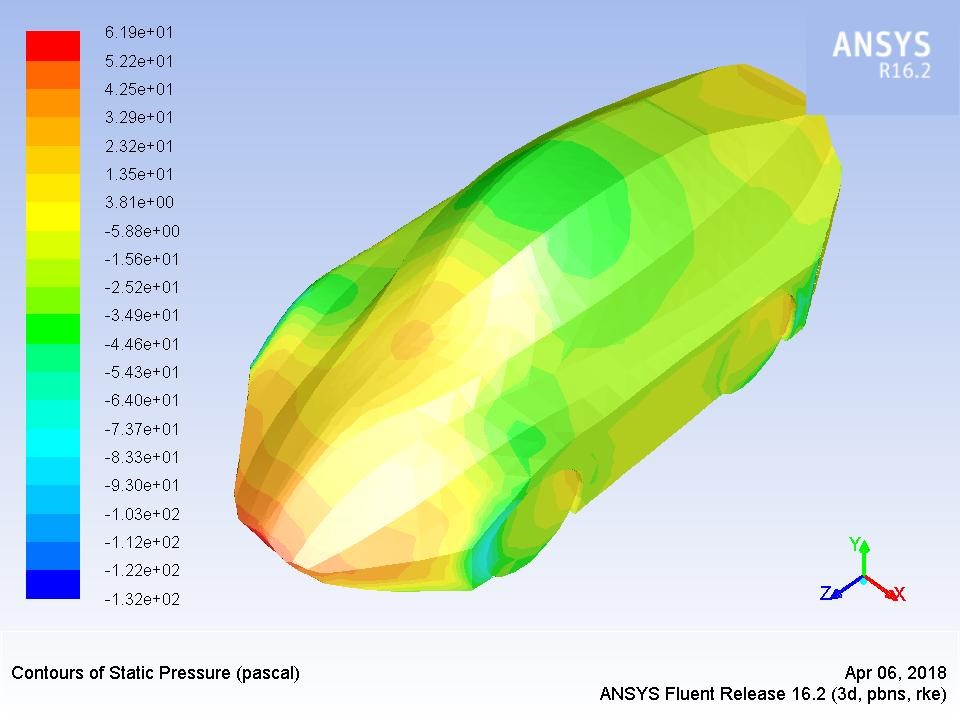 6.19e+01
5.22e+01
4.25e+01
3.29e+01
2.32e+01
1.35e+01
3.81e+00
-5.88e+00
-1.56e+01
-2.52e+01
-3.49e+01
-4.46e+01
-5.43e+01
-6.40e+01
-7.37e+01
-8.33e+01
-9.30e+01
-1.03e+02
-1.12e+02
-1.22e+02
-1.32e+02
ANSYS
R16.2
Y
Z
X
Contours of Static Pressure (pascal)
Apr 06, 2018
ANSYS Fluent Release 16.2 (3d, pbns, rke)